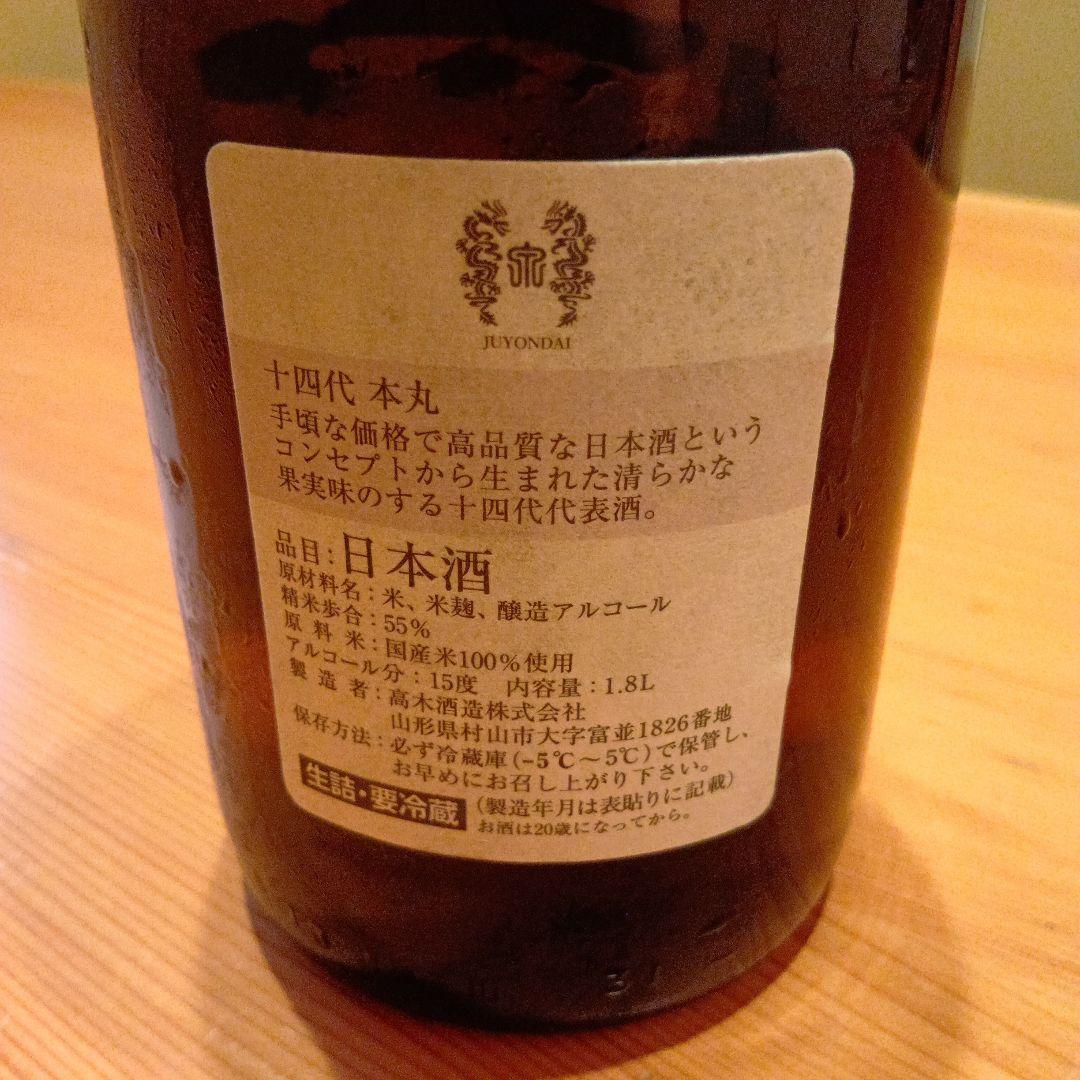 JUYONDAI
十四代 本丸
手頃な価格で高品質な日本酒という
コンセプトから生まれた清らかな
果実味のする十四代代表酒。
品目：日本酒
原材料名：米、米麹、醸造アルコール
精米歩合：55%
原料米：国産米100%使用
アルコール分：15度 内容量：1.8L
製造者：高木酒造株式会社
山形県村山市大字富並1826番地
保存方法：必ず冷蔵庫(-5℃～5℃)で保管し、
お早めにお召し上がり下さい。
生詰・要冷蔵 (製造年月は表貼りに記載)
お酒は20歳になってから。